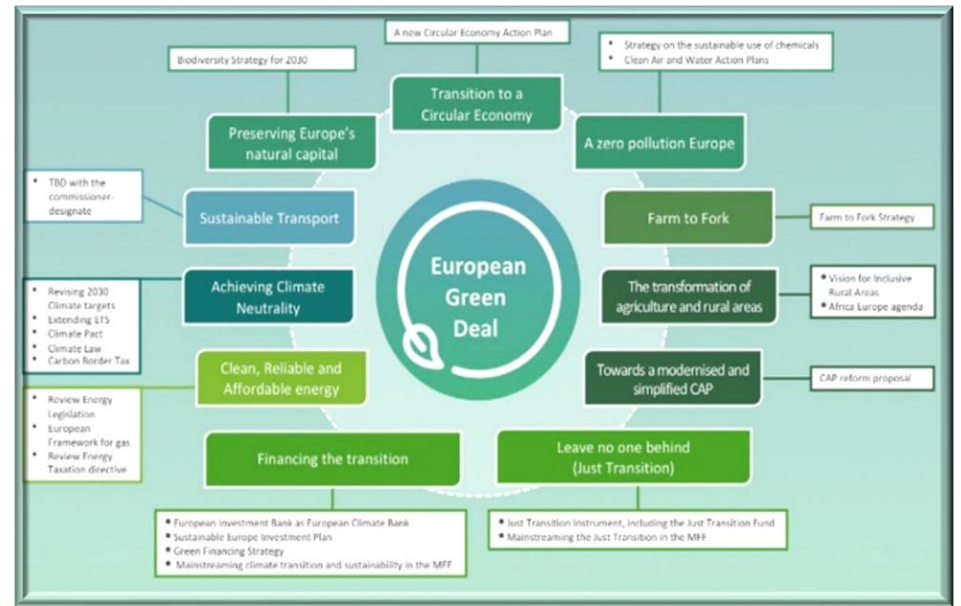 A new Circular Economy Action Plan
Biodiversity Strategy for 2030
• Strategy on the sustainable use of chemicals
• Clean Air and Water Action Plans
Transition to a
Circular Economy
Preserving Europe's
natural capital
A zero pollution Europe
• TBD with the
commissioner-
designate
Sustainable Transport
Farm to Fork
Farm to Fork Strategy
European
Green
Deal
• Revising 2030
Climate targets
• Extending ETS
• Climate Pact
• Climate Law
• Carbon Border Tax
Achieving Climate
Neutrality
The transformation of
agriculture and rural areas
• Vision for Inclusive
Rural Areas
• Africa Europe agenda
Clean, Reliable and
Affordable energy
Towards a modernised and
simplified CAP
CAP reform proposal
• Review Energy
Legislation
• European
Framework for gas
• Review Energy
Taxation directive
Financing the transition
Leave no one behind
(Just Transition)
• European Investment Bank as European Climate Bank
• Sustainable Europe Investment Plan
• Green Financing Strategy
• Mainstreaming climate transition and sustainability in the MFF
• Just Transition Instrument, including the Just Transition Fund
• Mainstreaming the Just Transition in the MFF